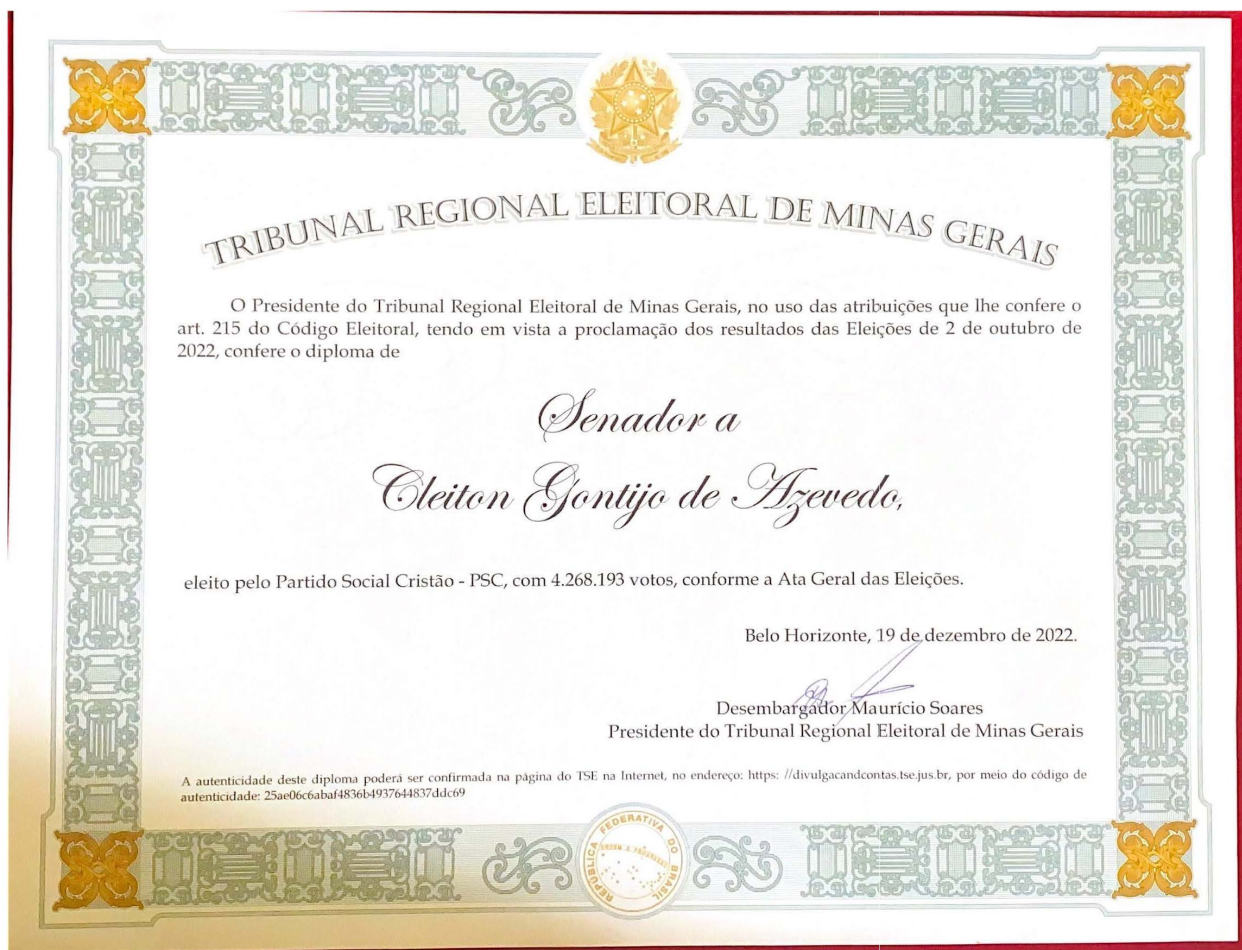 TRIBUNAL REGIONAL ELEITORAL DE MINAS GERAIS
O Presidente do Tribunal Regional Eleitoral de Minas Gerais, no uso das atribuições que lhe confere o
art. 215 do Código Eleitoral, tendo em vista a proclamação dos resultados das Eleições de 2 de outubro de
2022, confere o diploma de
Senador a
Cleiton Gontijo de Azevedo,
eleito pelo Partido Social Cristão - PSC, com 4.268.193 votos, conforme a Ata Geral das Eleições.
Belo Horizonte, 19 de dezembro de 2022.
Desembargador Maurício Soares
Presidente do Tribunal Regional Eleitoral de Minas Gerais
A autenticidade deste diploma poderá ser confirmada na página do TSE na Internet, no endereço: https: //divulgacandcontas.tse.jus.br, por meio do código de
autenticidade: 25ae06c6abaf4836b4937644837ddc69
REPUBLICA FEDERATIVA DO BRASIL
ORDEM E PROGRESSO